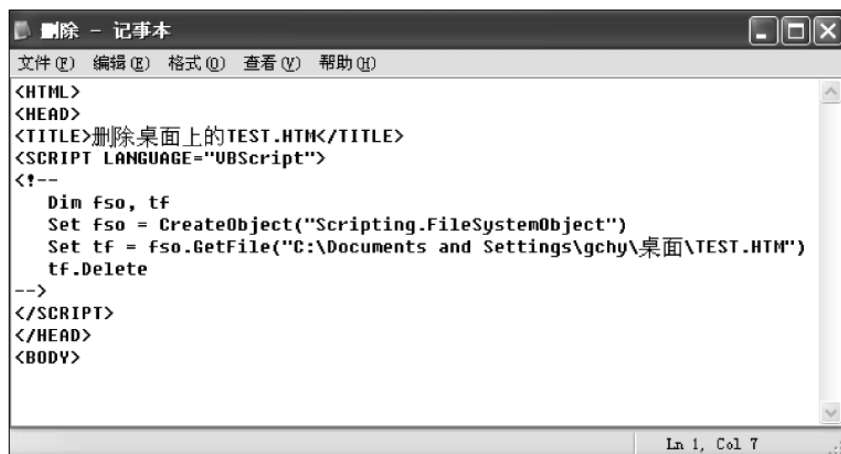 删除 - 记事本
文件(F) 编辑(E) 格式(O) 查看(V) 帮助(H)
<HTML>
<HEAD>
<TITLE>删除桌面上的TEST.HTM</TITLE>
<SCRIPT LANGUAGE="VBScript">
<!--
Dim fso, tf
Set fso = CreateObject("Scripting.FileSystemObject")
Set tf = fso.GetFile("C:\Documents and Settings\gchy\桌面\TEST.HTM")
tf.Delete
-->
</SCRIPT>
</HEAD>
<BODY>
Ln 1, Col 7